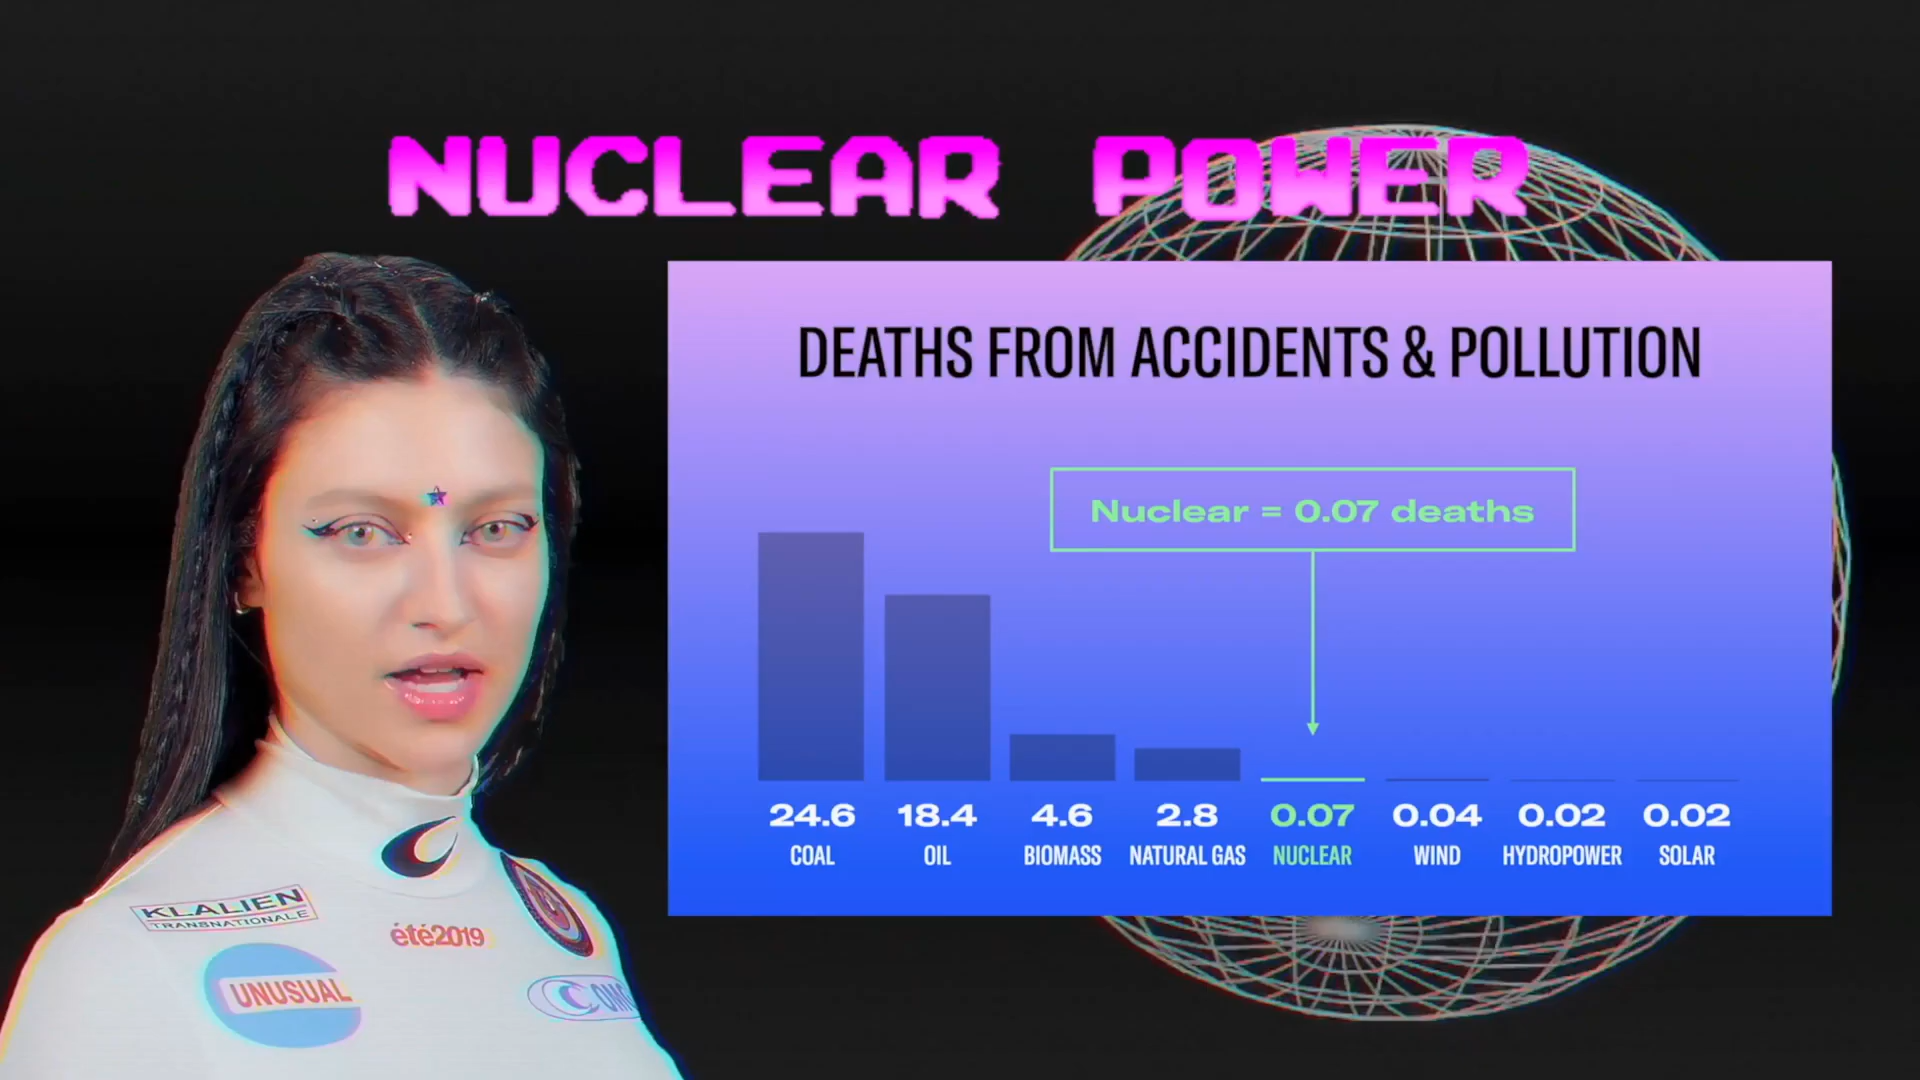 NUCLEAR POWER
DEATHS FROM ACCIDENTS & POLLUTION
Nuclear = 0.07 deaths
24.6 18.4 4.6 2.8 0.07 0.04 0.02 0.02
COAL OIL BIOMASS NATURAL GAS NUCLEAR WIND HYDROPOWER SOLAR
KLALIEN
TRANSNATIONALE
été2019
UNUSUAL